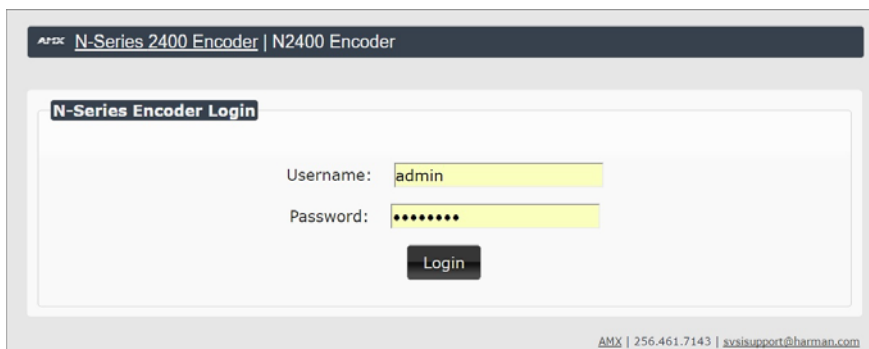 AMX N-Series 2400 Encoder | N2400 Encoder
N-Series Encoder Login
Username: admin
Password: ••••••••
Login
AMX | 256.461.7143 | svsisupport@harman.com